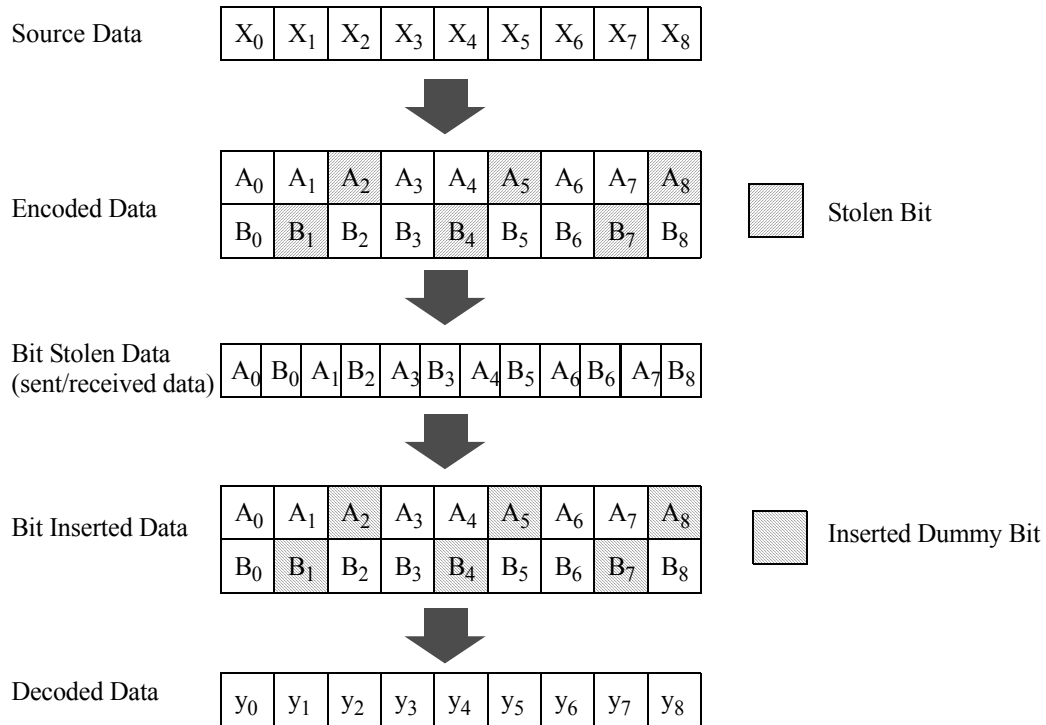 Source Data X0 X1 X2 X3 X4 X5 X6 X7 X8
Encoded Data
A0 A1 A2 A3 A4 A5 A6 A7 A8
B0 B1 B2 B3 B4 B5 B6 B7 B8
Stolen Bit
Bit Stolen Data
(sent/received data)
A0 B0 A1 B2 A3 B3 A4 B5 A6 B6 A7 B8
Bit Inserted Data
A0 A1 A2 A3 A4 A5 A6 A7 A8
B0 B1 B2 B3 B4 B5 B6 B7 B8
Inserted Dummy Bit
Decoded Data y0 y1 y2 y3 y4 y5 y6 y7 y8